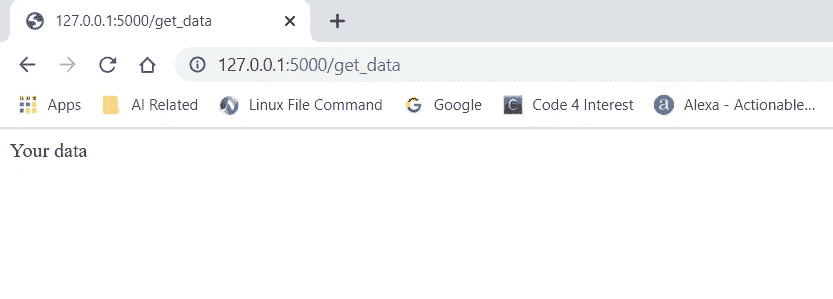 127.0.0.1:5000/get_data
127.0.0.1:5000/get_data
Apps AI Related Linux File Command Google Code 4 Interest Alexa - Actionable...
Your data